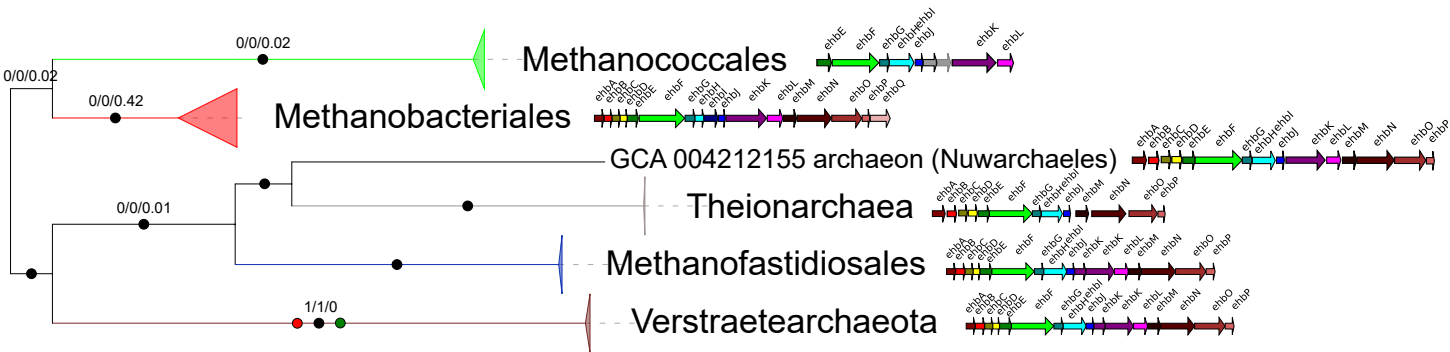 0/0/0.02
Methanococcales
ehbE ehbF ehbG ehbH ehbI ehbJ ehbK ehbL
0/0/0.02
0/0/0.42
Methanobacteriales
ehbA ehbB ehbC ehbD ehbE ehbF ehbG ehbH ehbI ehbJ ehbK ehbL ehbM ehbN ehbO ehbP ehbQ
GCA 004212155 archaeon (Nuwarchaeles)
ehbA ehbB ehbC ehbD ehbE ehbF ehbG ehbH ehbI ehbJ ehbK ehbL ehbM ehbN ehbO ehbP
0/0/0.01
Theionarchaea
ehbA ehbB ehbC ehbD ehbE ehbF ehbG ehbH ehbI ehbJ ehbM ehbN ehbO ehbP
Methanofastidiosales
ehbA ehbB ehbC ehbD ehbE ehbF ehbG ehbH ehbI ehbJ ehbK ehbK ehbL ehbM ehbN ehbO ehbP
1/1/0
Verstraetearchaeota
ehbA ehbB ehbC ehbD ehbE ehbF ehbG ehbH ehbI ehbJ ehbK ehbK ehbL ehbM ehbN ehbO ehbP